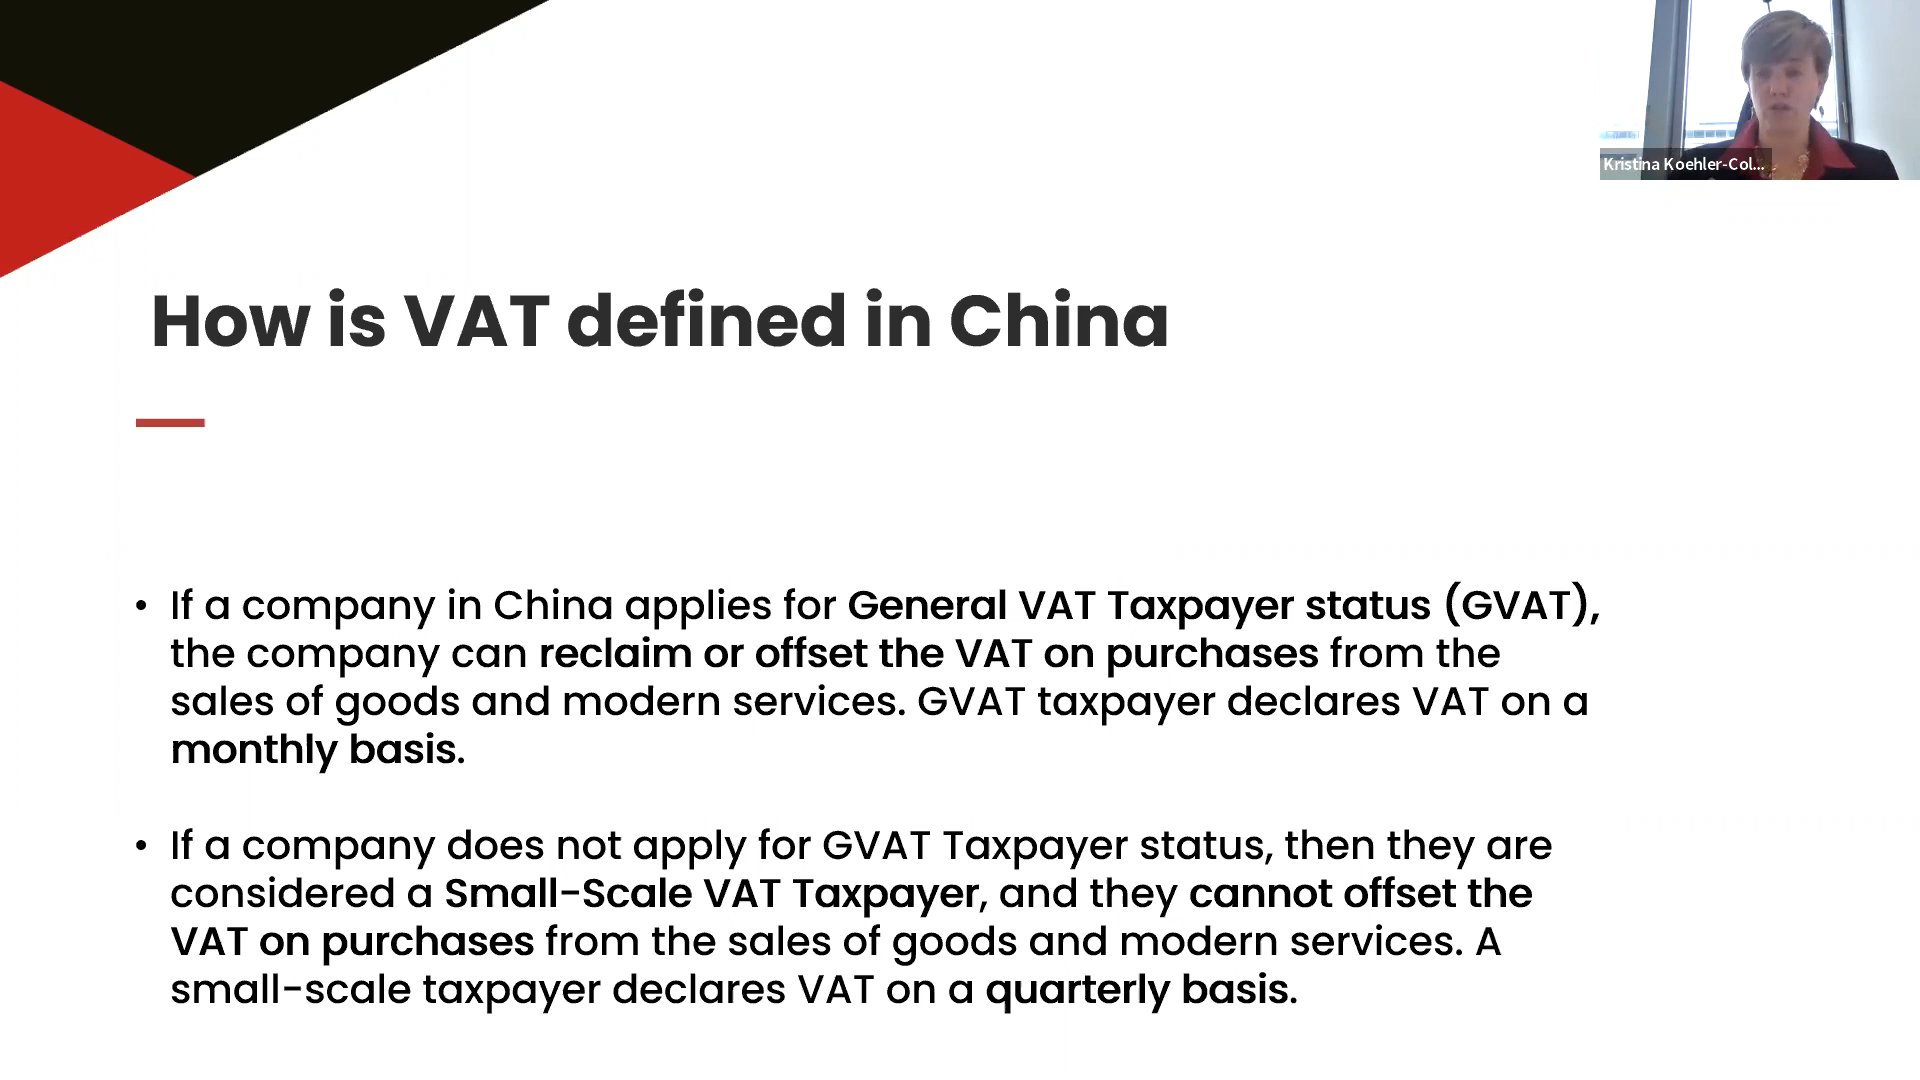 Kristina Koehler-Col...
How is VAT defined in China
• If a company in China applies for General VAT Taxpayer status (GVAT),
the company can reclaim or offset the VAT on purchases from the
sales of goods and modern services. GVAT taxpayer declares VAT on a
monthly basis.
• If a company does not apply for GVAT Taxpayer status, then they are
considered a Small-Scale VAT Taxpayer, and they cannot offset the
VAT on purchases from the sales of goods and modern services. A
small-scale taxpayer declares VAT on a quarterly basis.